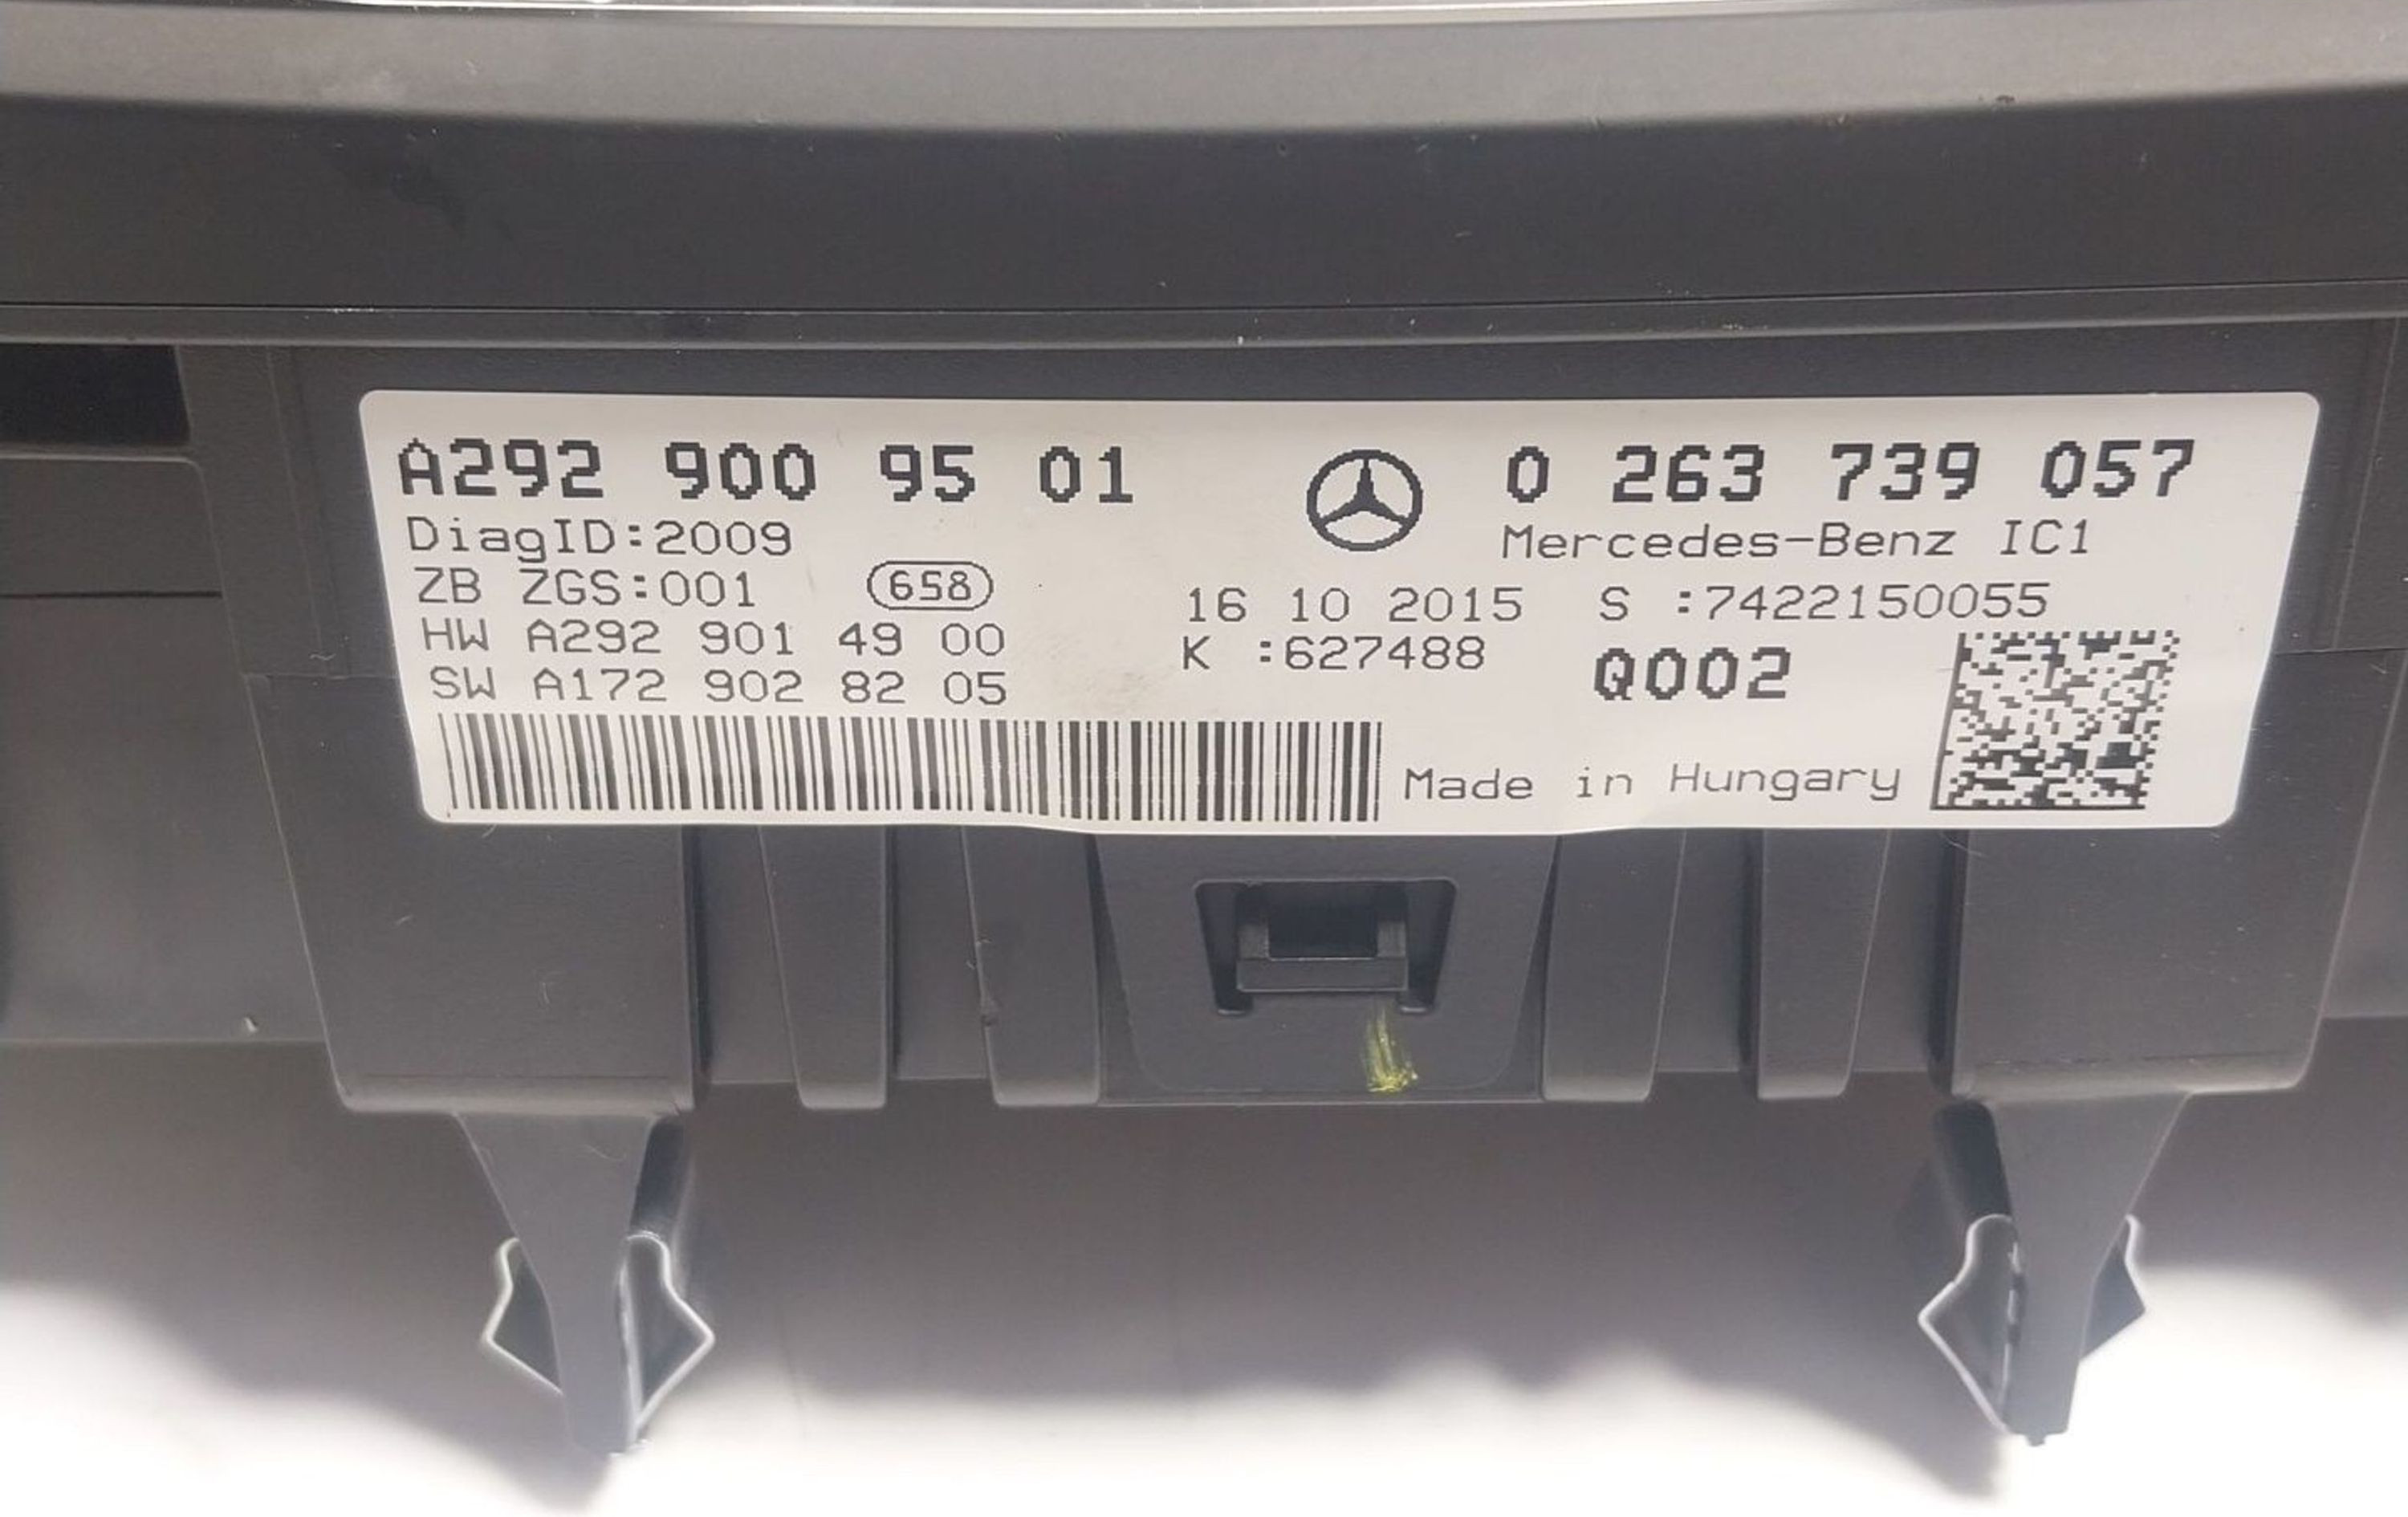 A292 900 95 01
DiagID:2009
ZB ZGS:001 658
HW A292 901 49 00
SW A172 902 82 05
0 263 739 057
Mercedes-Benz IC1
16 10 2015 S :7422150055
K :627488
Q002
Made in Hungary